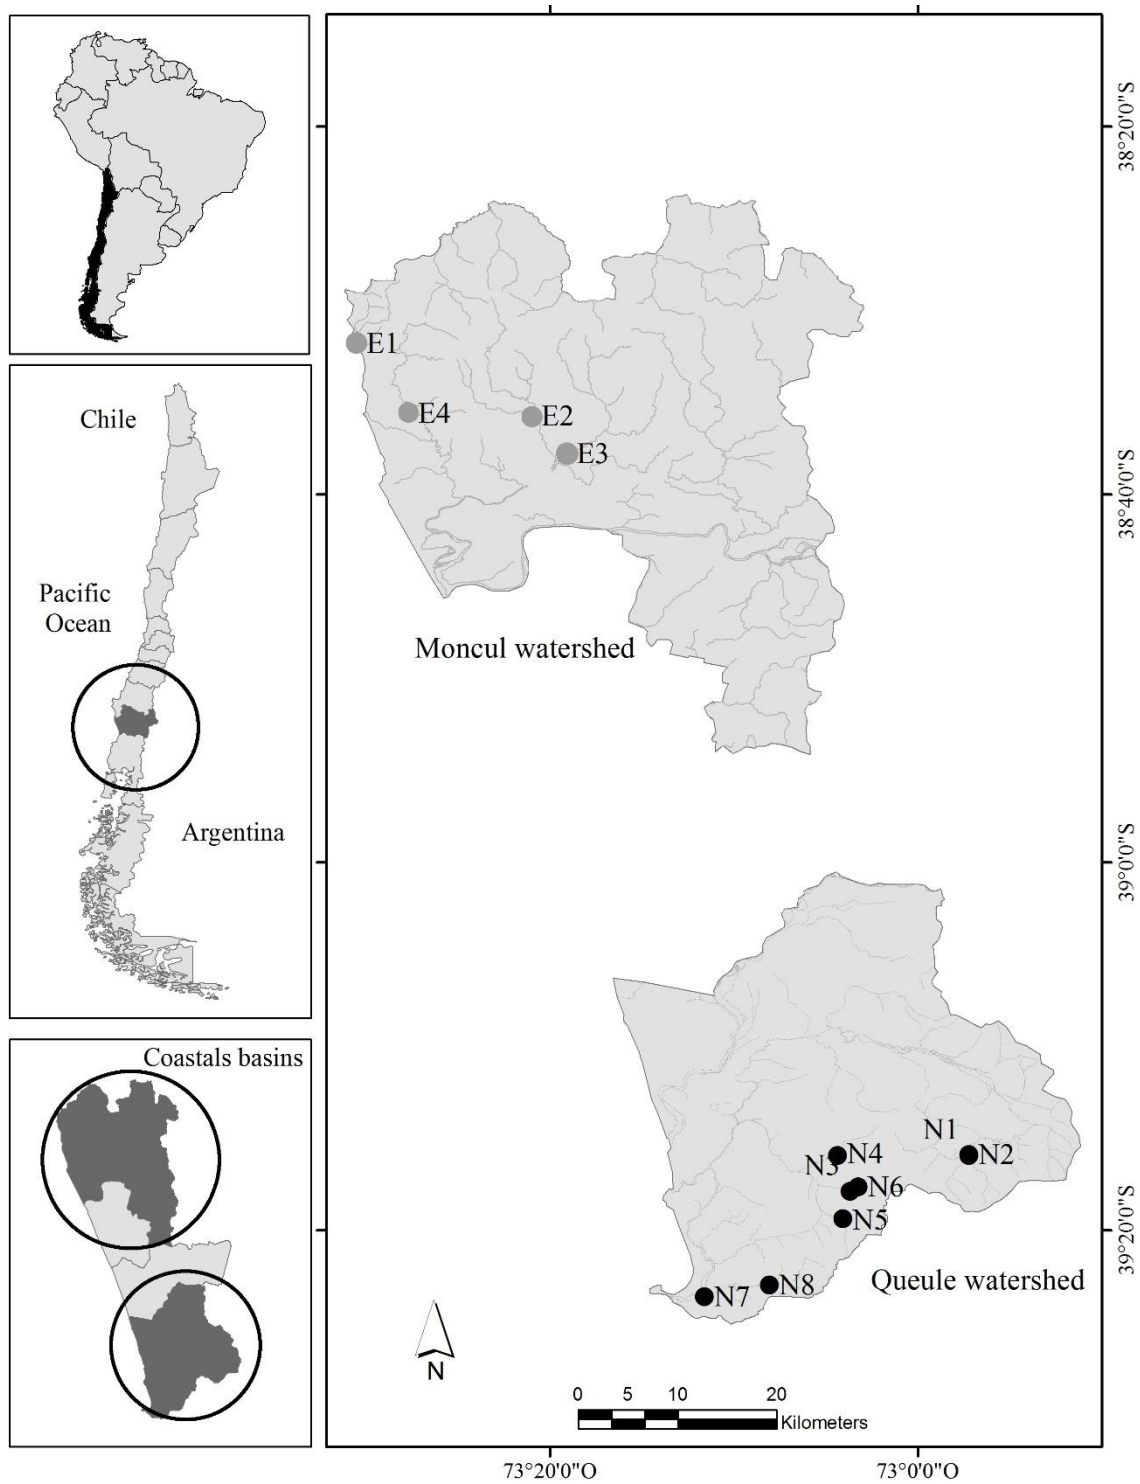 Chile
Pacific
Ocean
Argentina
Coastals basins
E1
E4
E2
E3
Moncul watershed
N1
N2
N4
N3
N6
N5
N8
N7
Queule watershed
N
0 5 10 20
Kilometers
38°20'0"S
38°40'0"S
39°0'0"S
39°20'0"S
73°20'0"O
73°0'0"O